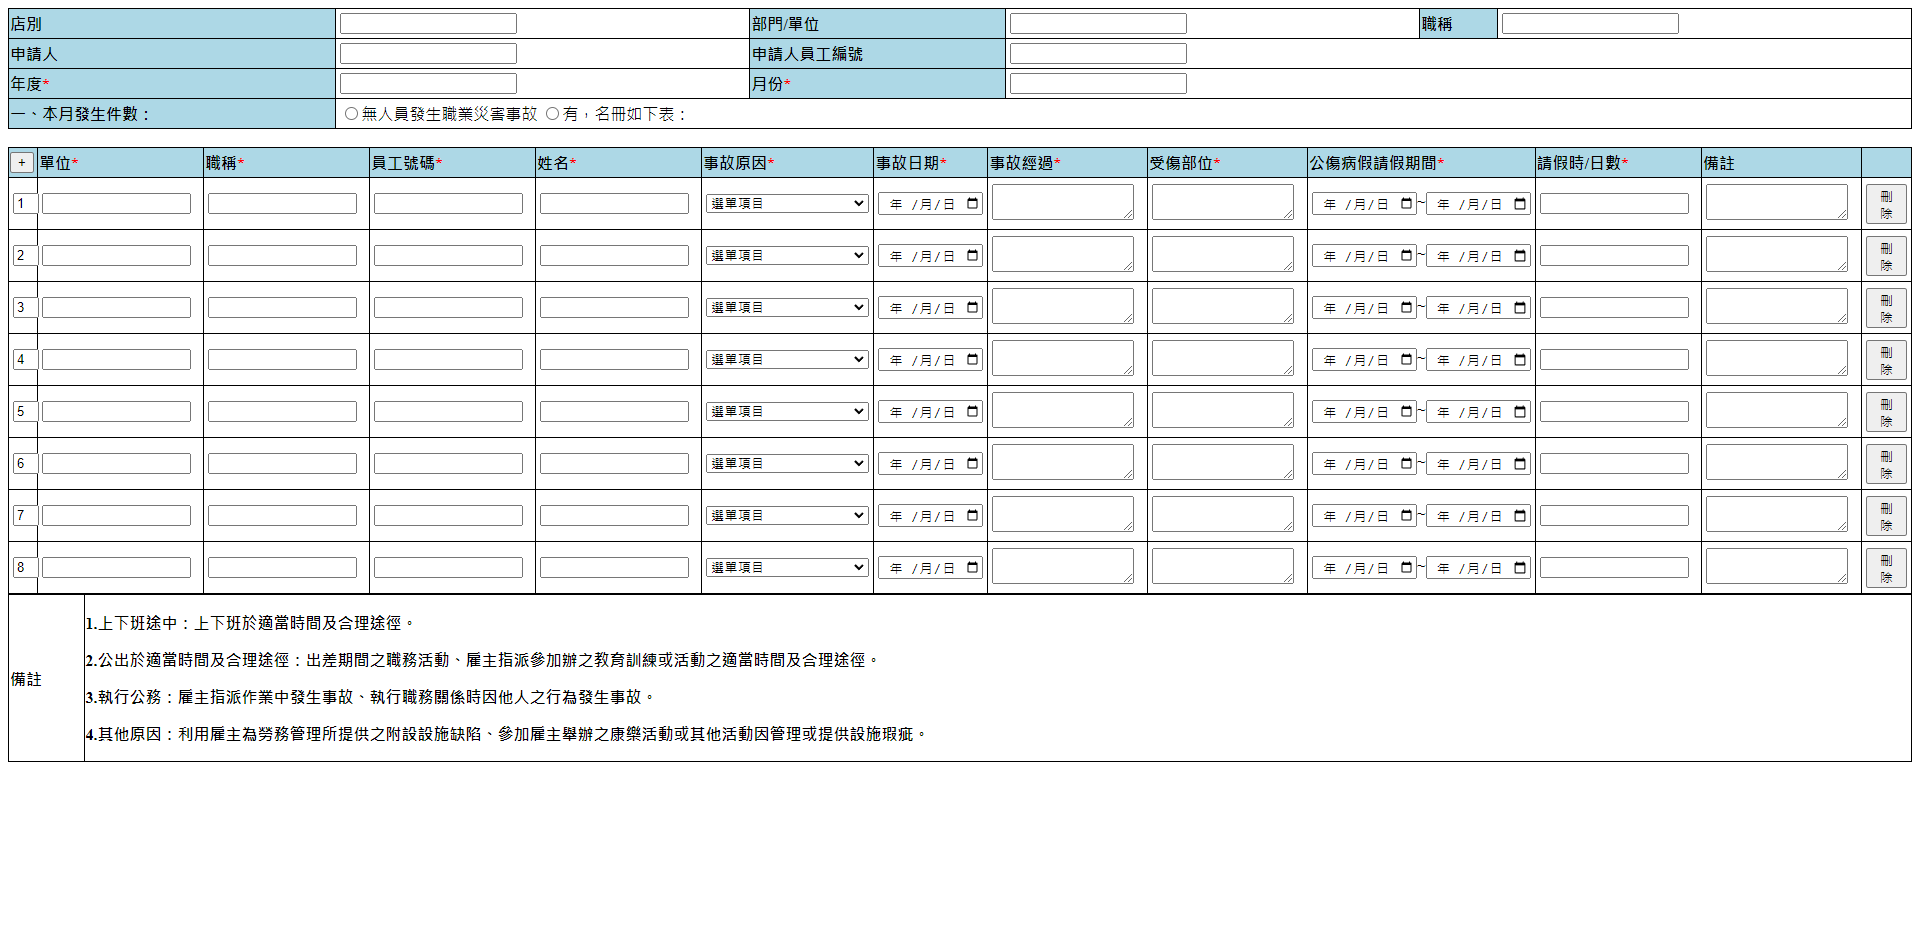 店別 部門/單位 職稱
申請人 申請人員工編號
年度* 月份*
一、本月發生件數： 無人員發生職業災害事故 有，名冊如下表：
+ 單位* 職稱* 員工號碼* 姓名* 事故原因* 事故日期* 事故經過* 受傷部位* 公傷病假請假期間* 請假時/日數* 備註
1 選單項目 年 /月/日 年 /月/日~ 年 /月/日 刪除
2 選單項目 年 /月/日 年 /月/日~ 年 /月/日 刪除
3 選單項目 年 /月/日 年 /月/日~ 年 /月/日 刪除
4 選單項目 年 /月/日 年 /月/日~ 年 /月/日 刪除
5 選單項目 年 /月/日 年 /月/日~ 年 /月/日 刪除
6 選單項目 年 /月/日 年 /月/日~ 年 /月/日 刪除
7 選單項目 年 /月/日 年 /月/日~ 年 /月/日 刪除
8 選單項目 年 /月/日 年 /月/日~ 年 /月/日 刪除
備註
1.上下班途中：上下班於適當時間及合理途徑。
2.公出於適當時間及合理途徑：出差期間之職務活動、雇主指派參加辦之教育訓練或活動之適當時間及合理途徑。
3.執行公務：雇主指派作業中發生事故、執行職務關係時因他人之行為發生事故。
4.其他原因：利用雇主為勞務管理所提供之附設設施缺陷、參加雇主舉辦之康樂活動或其他活動因管理或提供設施瑕疵。